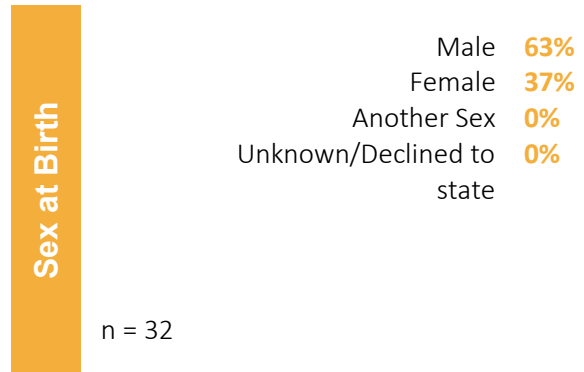 Sex at Birth
Male 63%
Female 37%
Another Sex 0%
Unknown/Declined to 0%
state
n = 32